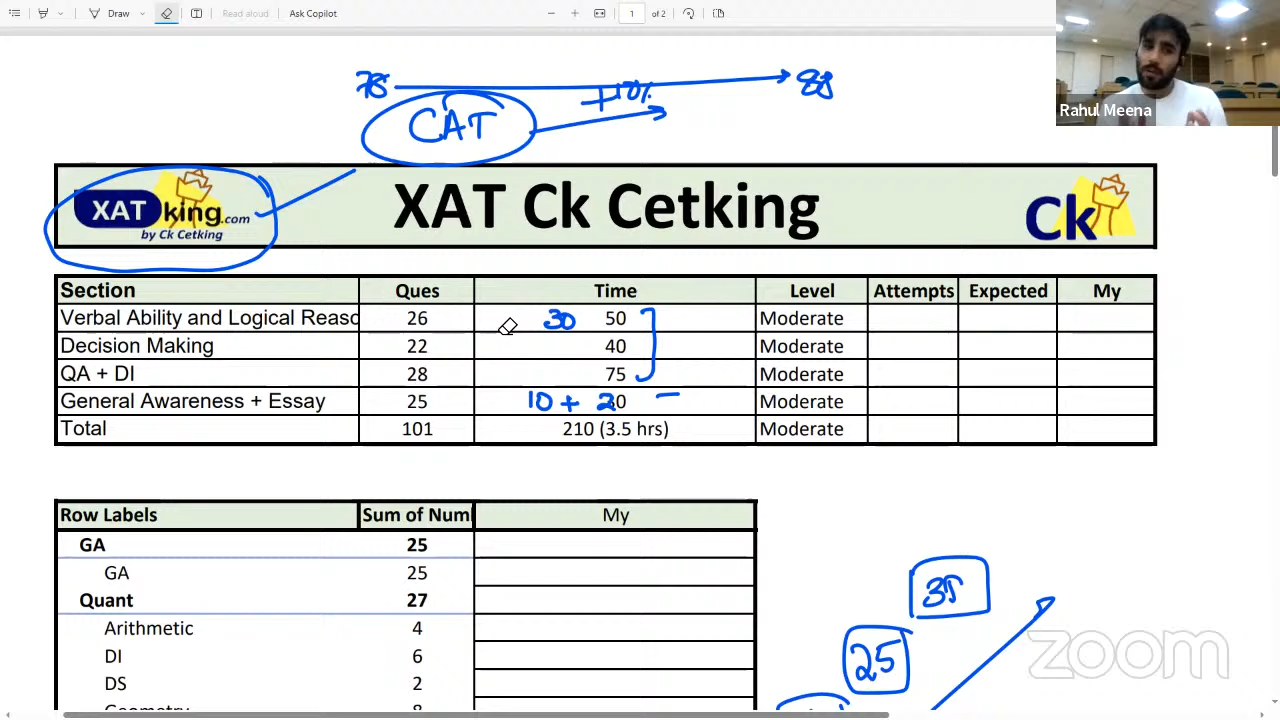 Draw
Read aloud
Ask Copilot
1 of 2
Rahul Meena
78 88
+10%
CAT
XATking.com
by Ck Cetking
XAT Ck Cetking
Ck
Section Ques Time Level Attempts Expected My
Verbal Ability and Logical Reaso 26 30 50 Moderate
Decision Making 22 40 Moderate
QA + DI 28 75 Moderate
General Awareness + Essay 25 10 + 20 Moderate
Total 101 210 (3.5 hrs) Moderate
Row Labels Sum of Num My
GA 25
GA 25
Quant 27
Arithmetic 4
DI 6
DS 2
Geometry 8
35
25
zoom